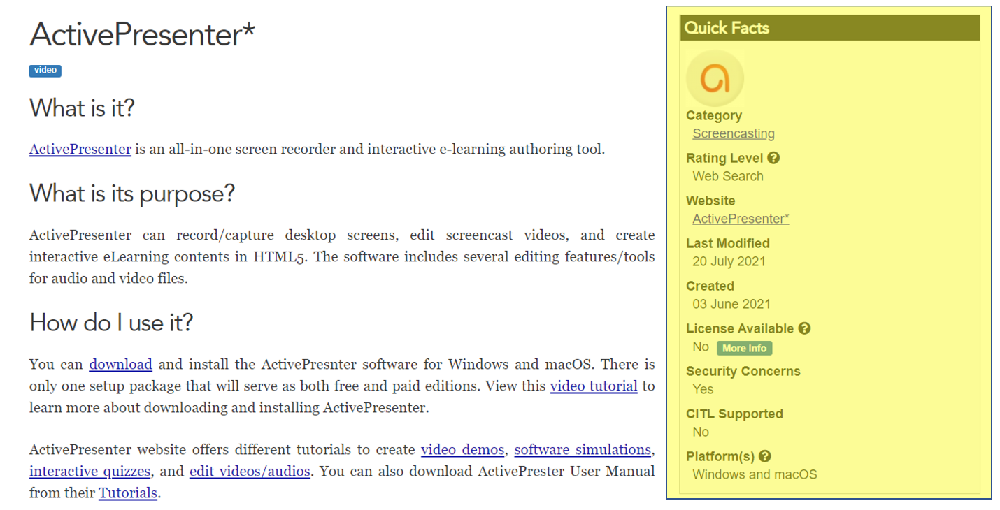 ActivePresenter*
video
What is it?
ActivePresenter is an all-in-one screen recorder and interactive e-learning authoring tool.
What is its purpose?
ActivePresenter can record/capture desktop screens, edit screencast videos, and create
interactive eLearning contents in HTML5. The software includes several editing features/tools
for audio and video files.
How do I use it?
You can download and install the ActivePresnter software for Windows and macOS. There is
only one setup package that will serve as both free and paid editions. View this video tutorial to
learn more about downloading and installing ActivePresenter.
ActivePresenter website offers different tutorials to create video demos, software simulations,
interactive quizzes, and edit videos/audios. You can also download ActivePrester User Manual
from their Tutorials.
Quick Facts
Category
Screencasting
Rating Level ?
Web Search
Website
ActivePresenter*
Last Modified
20 July 2021
Created
03 June 2021
License Available ?
No More Info
Security Concerns
Yes
CITL Supported
No
Platform(s) ?
Windows and macOS